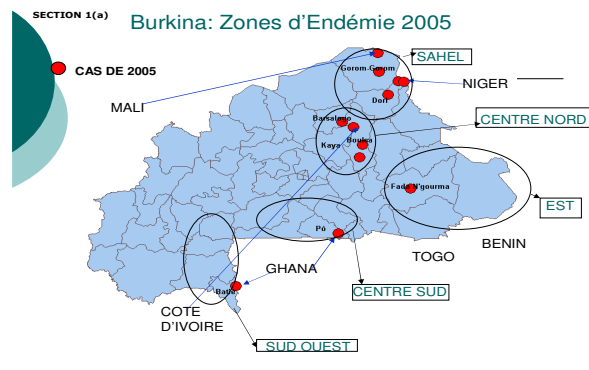 SECTION 1(a)
Burkina: Zones d'Endémie 2005
CAS DE 2005
SAHEL
Gorom-Gorom
NIGER
Dori
MALI
Barsalogo
CENTRE NORD
Boulsa
Kaya
Fada N'gourma
EST
Pô
BENIN
TOGO
GHANA
Batié
CENTRE SUD
COTE
D'IVOIRE
SUD OUEST